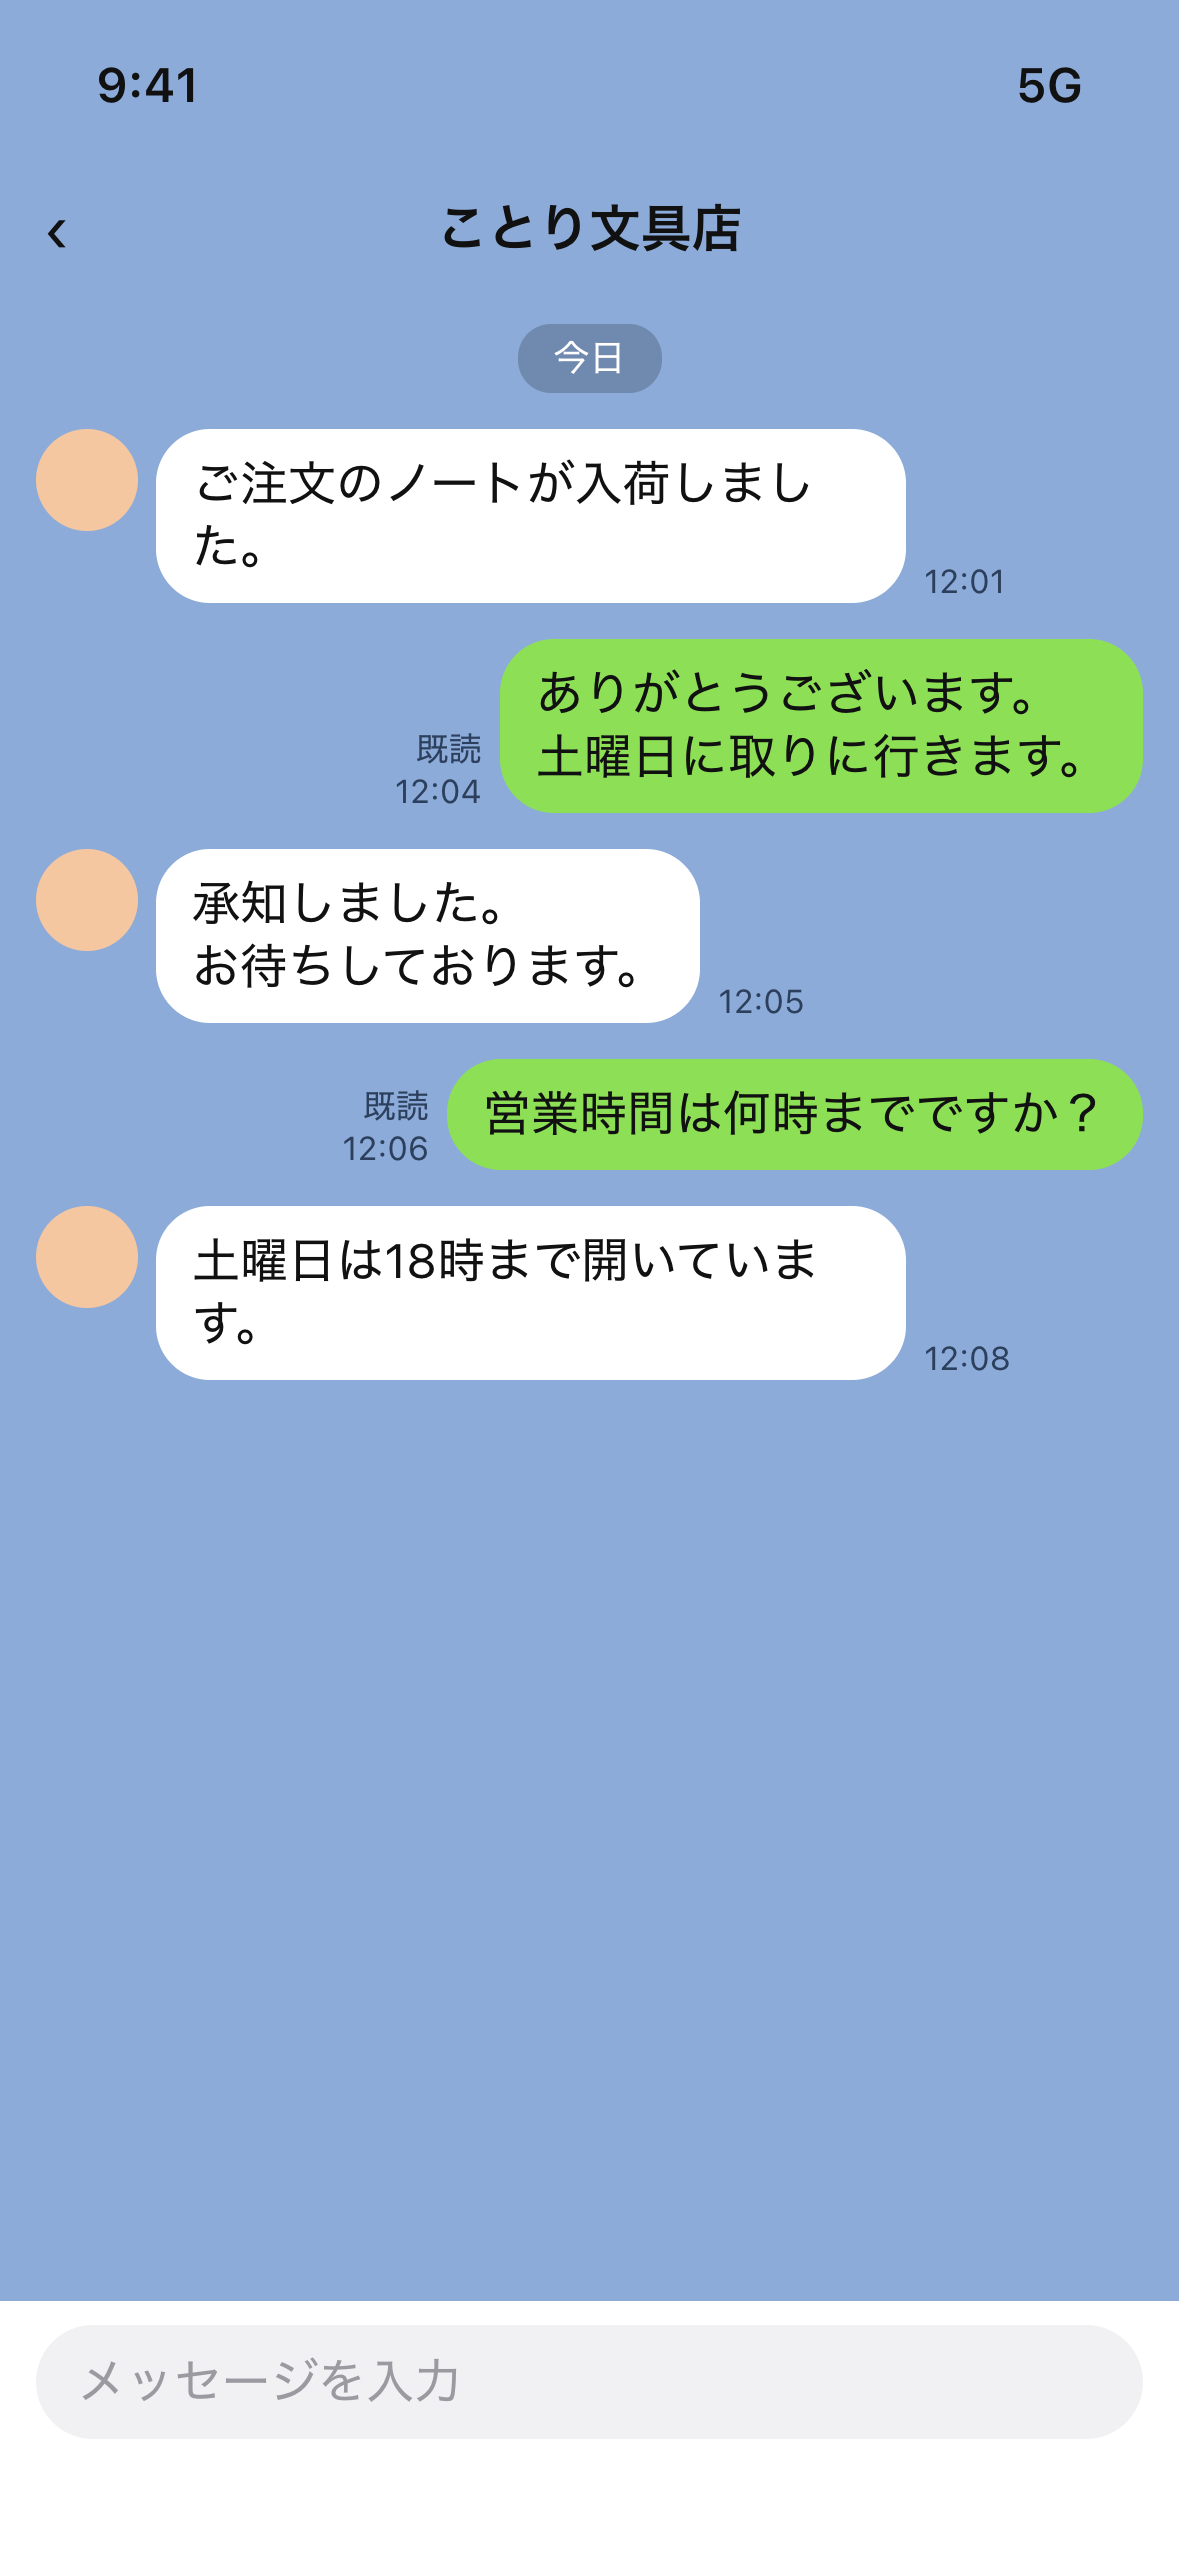 9:41
5G
‹
ことり文具店
今日
ご注文のノートが入荷しまし
た。
12:01
ありがとうございます。
土曜日に取りに行きます。
既読
12:04
承知しました。
お待ちしております。
12:05
営業時間は何時まででですか？
既読
12:06
土曜日は18時まで開いていま
す。
12:08
メッセージを入力